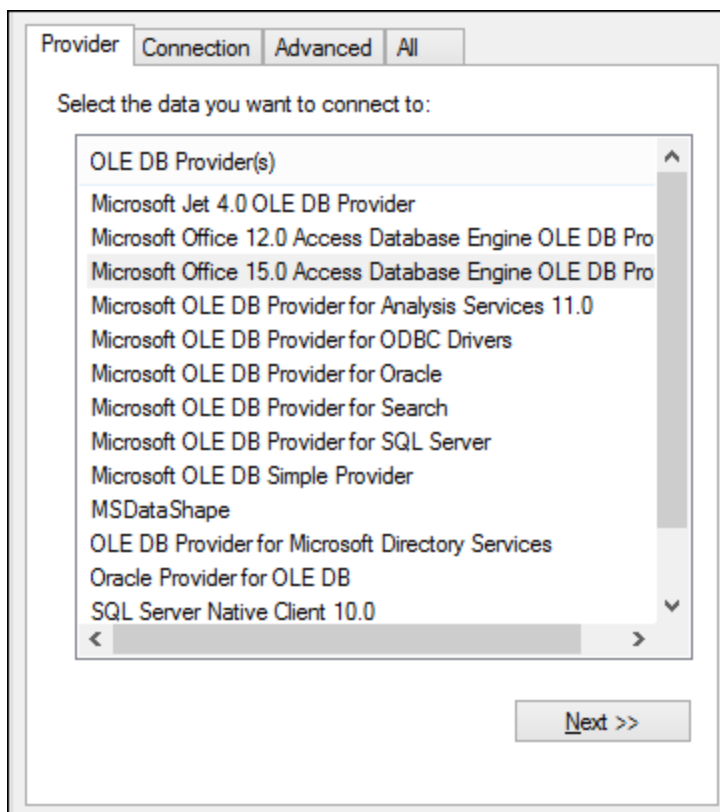 Provider Connection Advanced All
Select the data you want to connect to:
OLE DB Provider(s)
Microsoft Jet 4.0 OLE DB Provider
Microsoft Office 12.0 Access Database Engine OLE DB Pro
Microsoft Office 15.0 Access Database Engine OLE DB Pro
Microsoft OLE DB Provider for Analysis Services 11.0
Microsoft OLE DB Provider for ODBC Drivers
Microsoft OLE DB Provider for Oracle
Microsoft OLE DB Provider for Search
Microsoft OLE DB Provider for SQL Server
Microsoft OLE DB Simple Provider
MSDataShape
OLE DB Provider for Microsoft Directory Services
Oracle Provider for OLE DB
SQL Server Native Client 10.0
Next >>